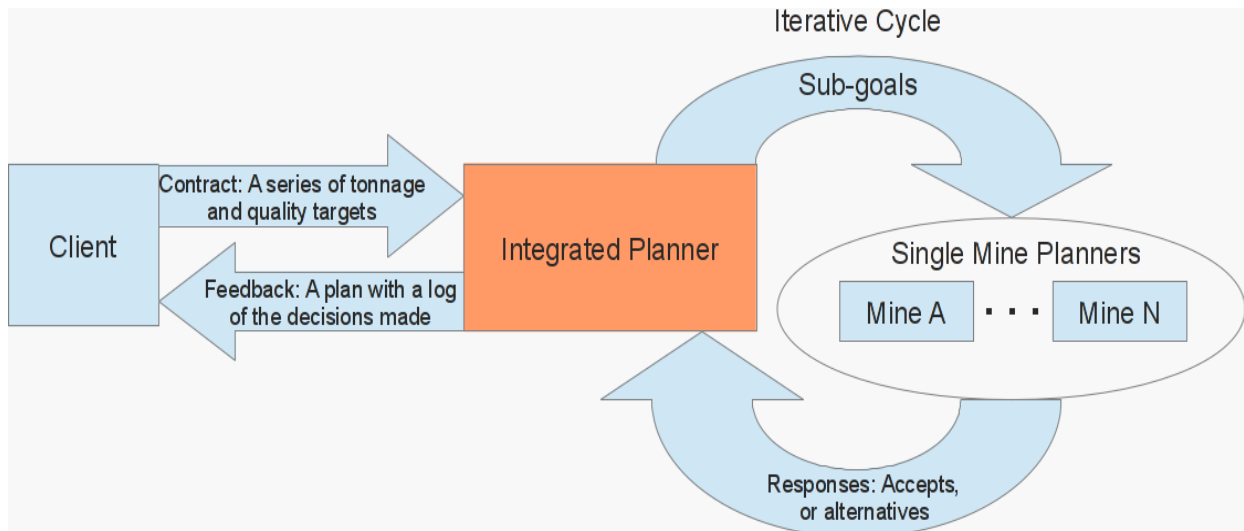 Iterative Cycle
Sub-goals
Contract: A series of tonnage
and quality targets
Client
Integrated Planner
Feedback: A plan with a log
of the decisions made
Single Mine Planners
Mine A . . . Mine N
Responses: Accepts,
or alternatives